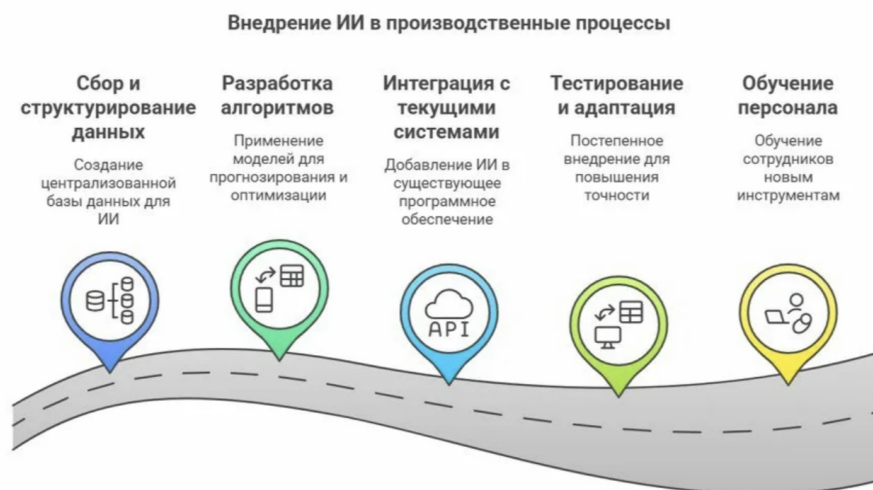 Внедрение ИИ в производственные процессы
Сбор и
структурирование
данных
Создание
централизованной
базы данных для
ИИ
Разработка
алгоритмов
Применение
моделей для
прогнозирования и
оптимизации
Интеграция с
текущими
системами
Добавление ИИ в
существующее
программное
обеспечение
Тестирование
и адаптация
Постепенное
внедрение для
повышения
точности
Обучение
персонала
Обучение
сотрудников
новым
инструментам
API